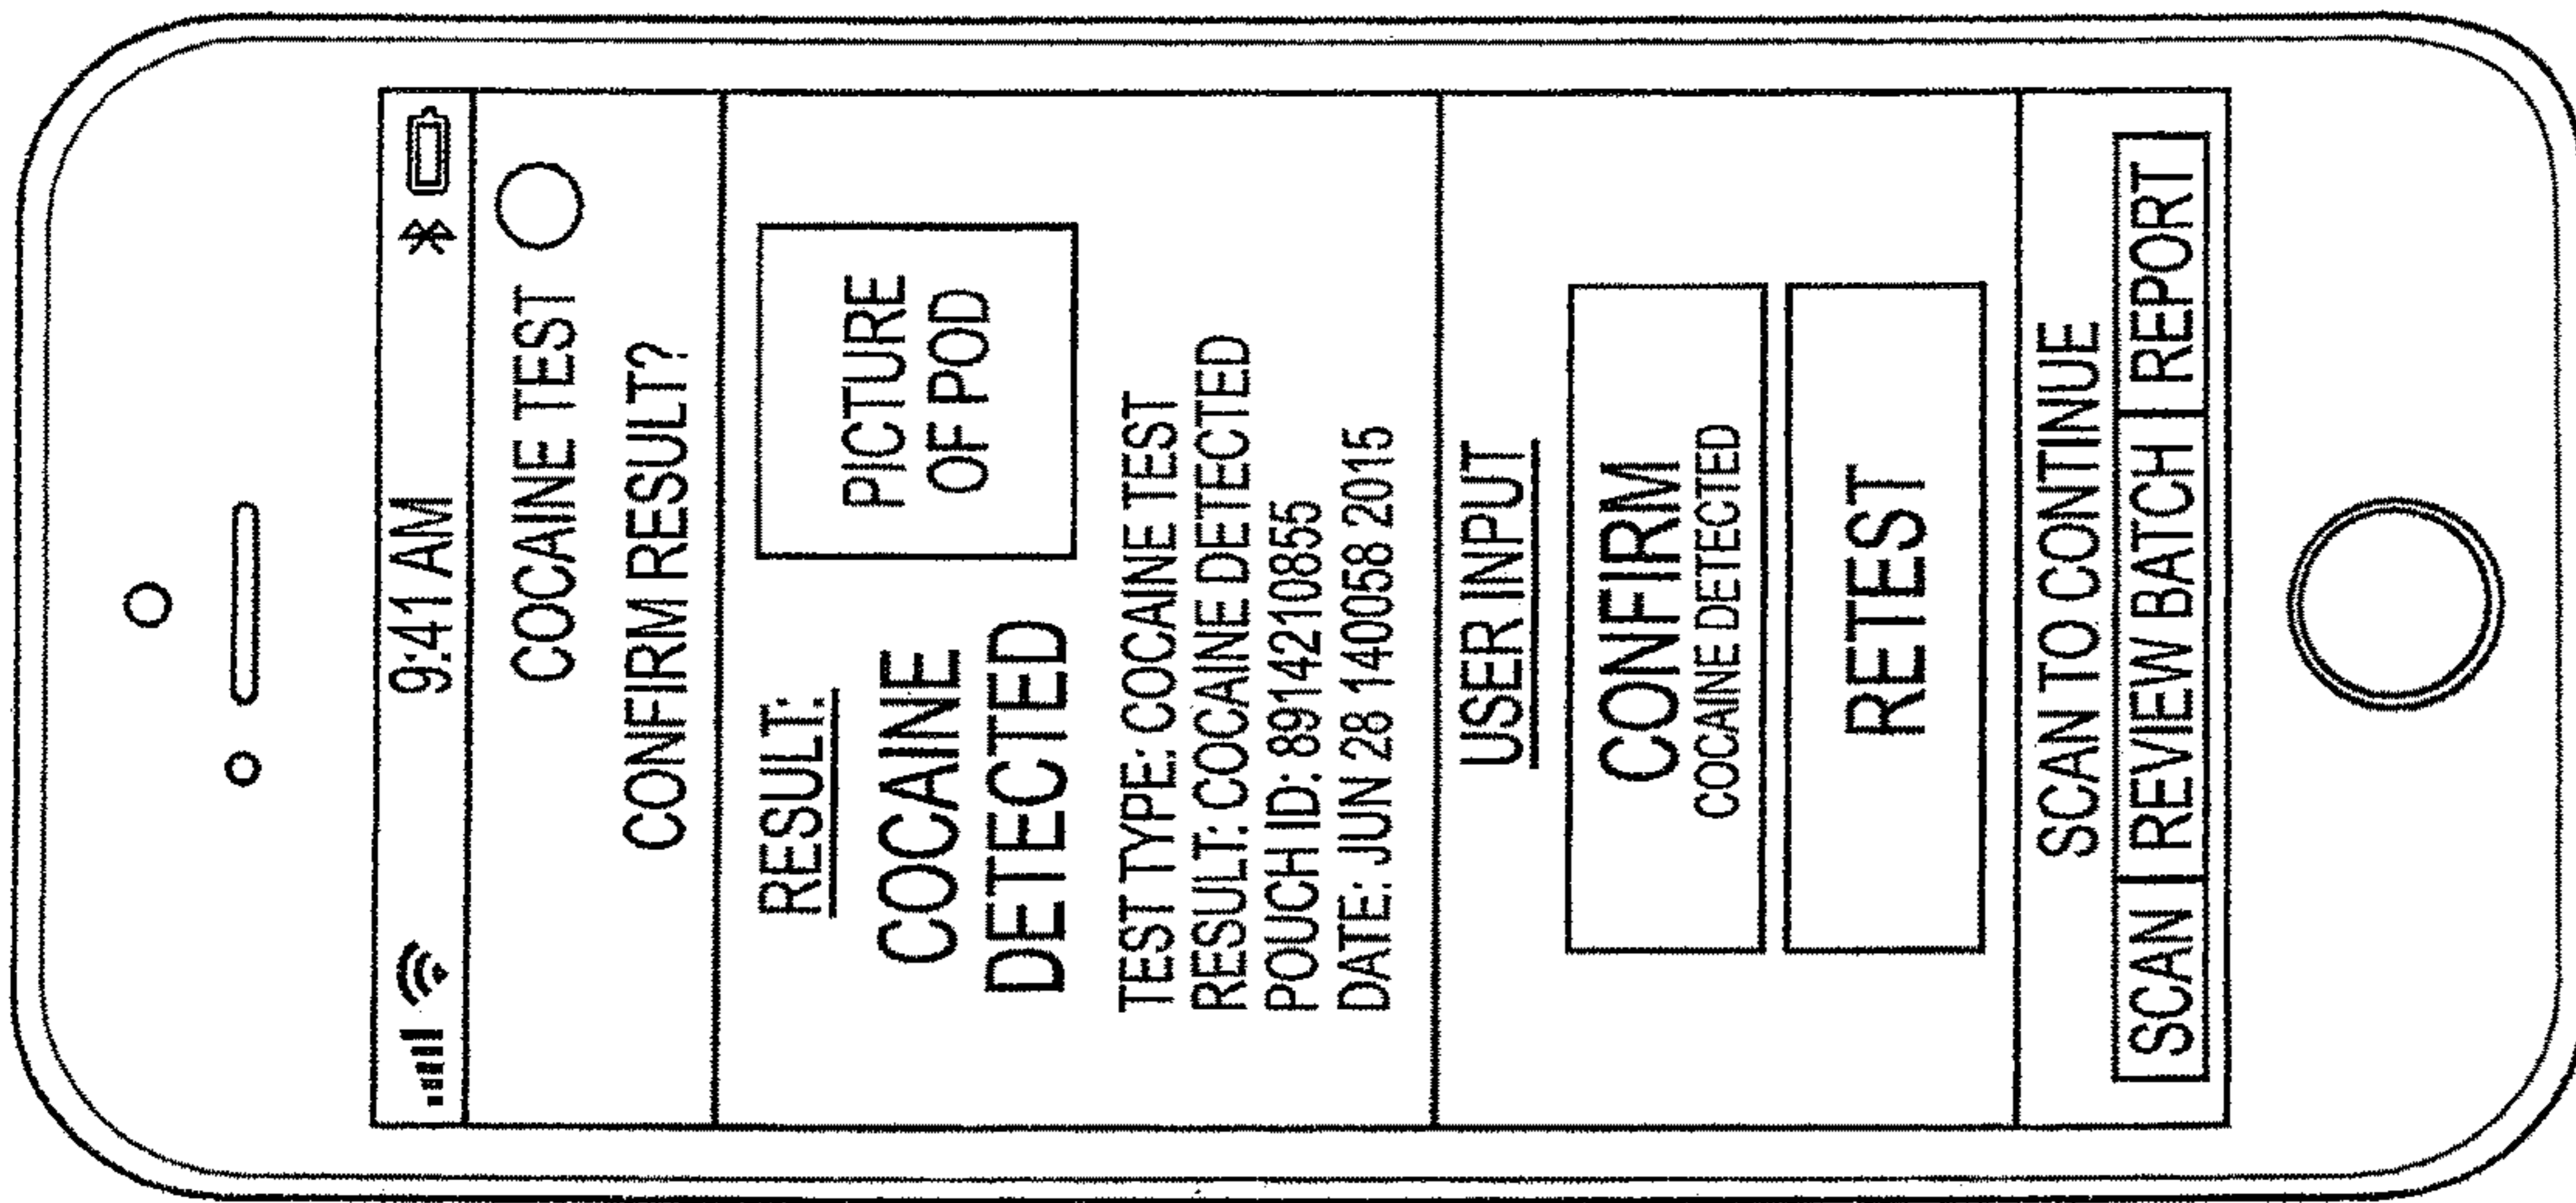 9:41 AM
COCAINE TEST
CONFIRM RESULT?
RESULT:
COCAINE
DETECTED
PICTURE
OF POD
TEST TYPE: COCAINE TEST
RESULT: COCAINE DETECTED
POUCH ID: 8914210855
DATE: JUN 28 140058 2015
USER INPUT
CONFIRM
COCAINE DETECTED
RETEST
SCAN TO CONTINUE
SCAN | REVIEW BATCH | REPORT |